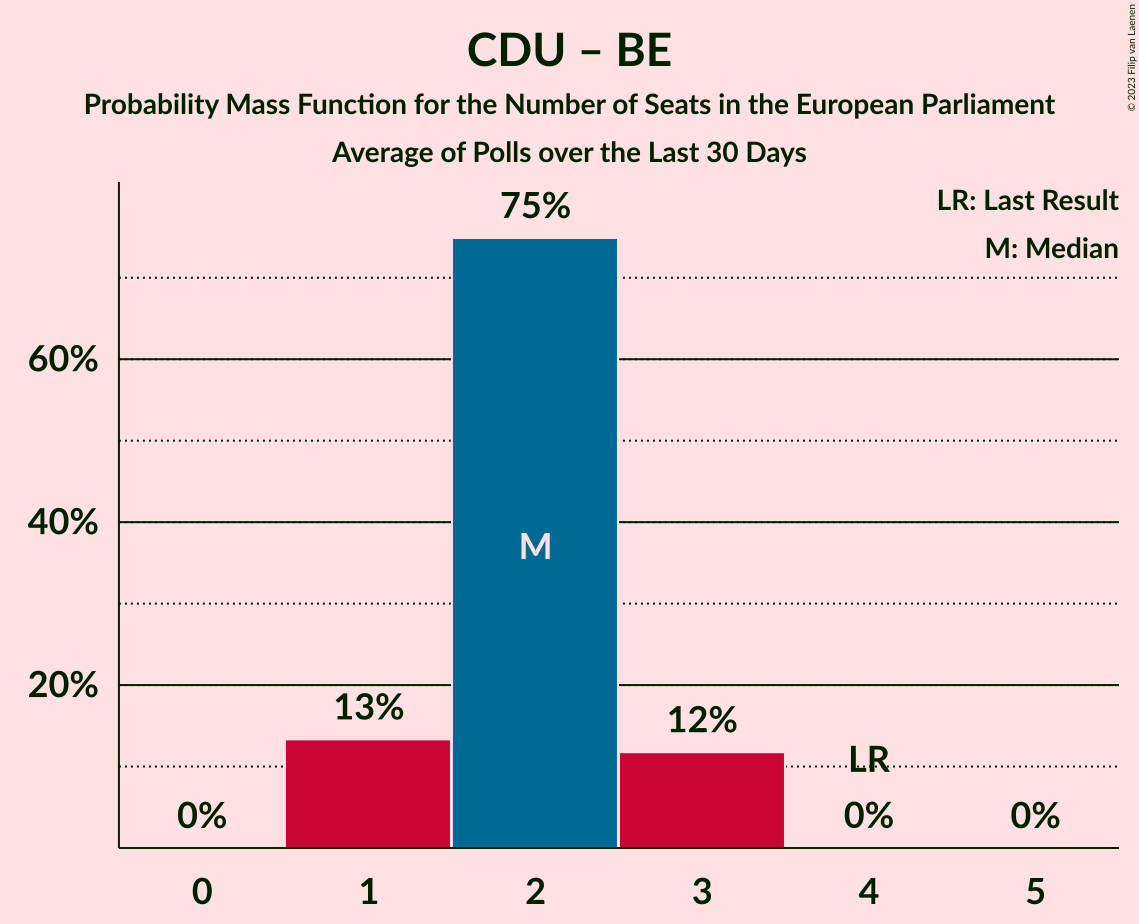 CDU – BE
Probability Mass Function for the Number of Seats in the European Parliament
Average of Polls over the Last 30 Days
© 2023 Filip van Laenen
LR: Last Result
M: Median
75%
60%
40%
M
20%
13%
12%
LR
0%
0%
0%
0 1 2 3 4 5